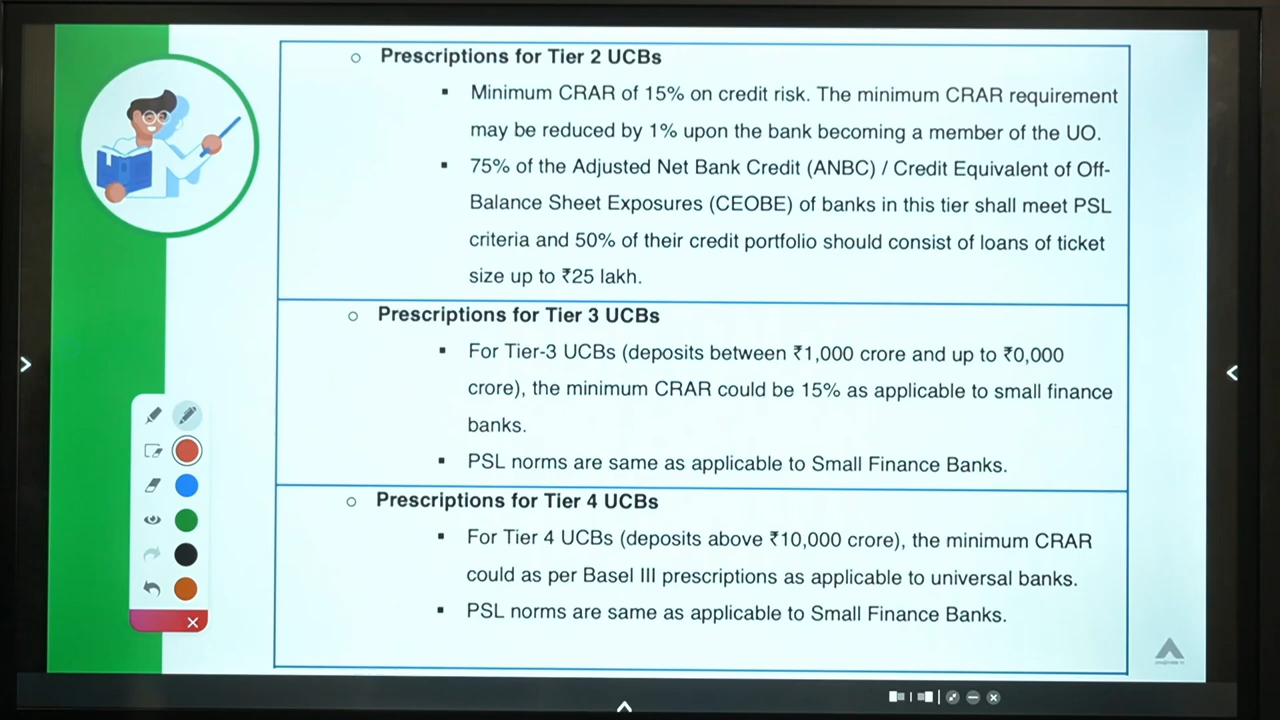 Prescriptions for Tier 2 UCBs
Minimum CRAR of 15% on credit risk. The minimum CRAR requirement
may be reduced by 1% upon the bank becoming a member of the UO.
75% of the Adjusted Net Bank Credit (ANBC) / Credit Equivalent of Off-
Balance Sheet Exposures (CEOBE) of banks in this tier shall meet PSL
criteria and 50% of their credit portfolio should consist of loans of ticket
size up to ₹25 lakh.
Prescriptions for Tier 3 UCBs
For Tier-3 UCBs (deposits between ₹1,000 crore and up to ₹0,000
crore), the minimum CRAR could be 15% as applicable to small finance
banks.
PSL norms are same as applicable to Small Finance Banks.
Prescriptions for Tier 4 UCBs
For Tier 4 UCBs (deposits above ₹10,000 crore), the minimum CRAR
could as per Basel III prescriptions as applicable to universal banks.
PSL norms are same as applicable to Small Finance Banks.